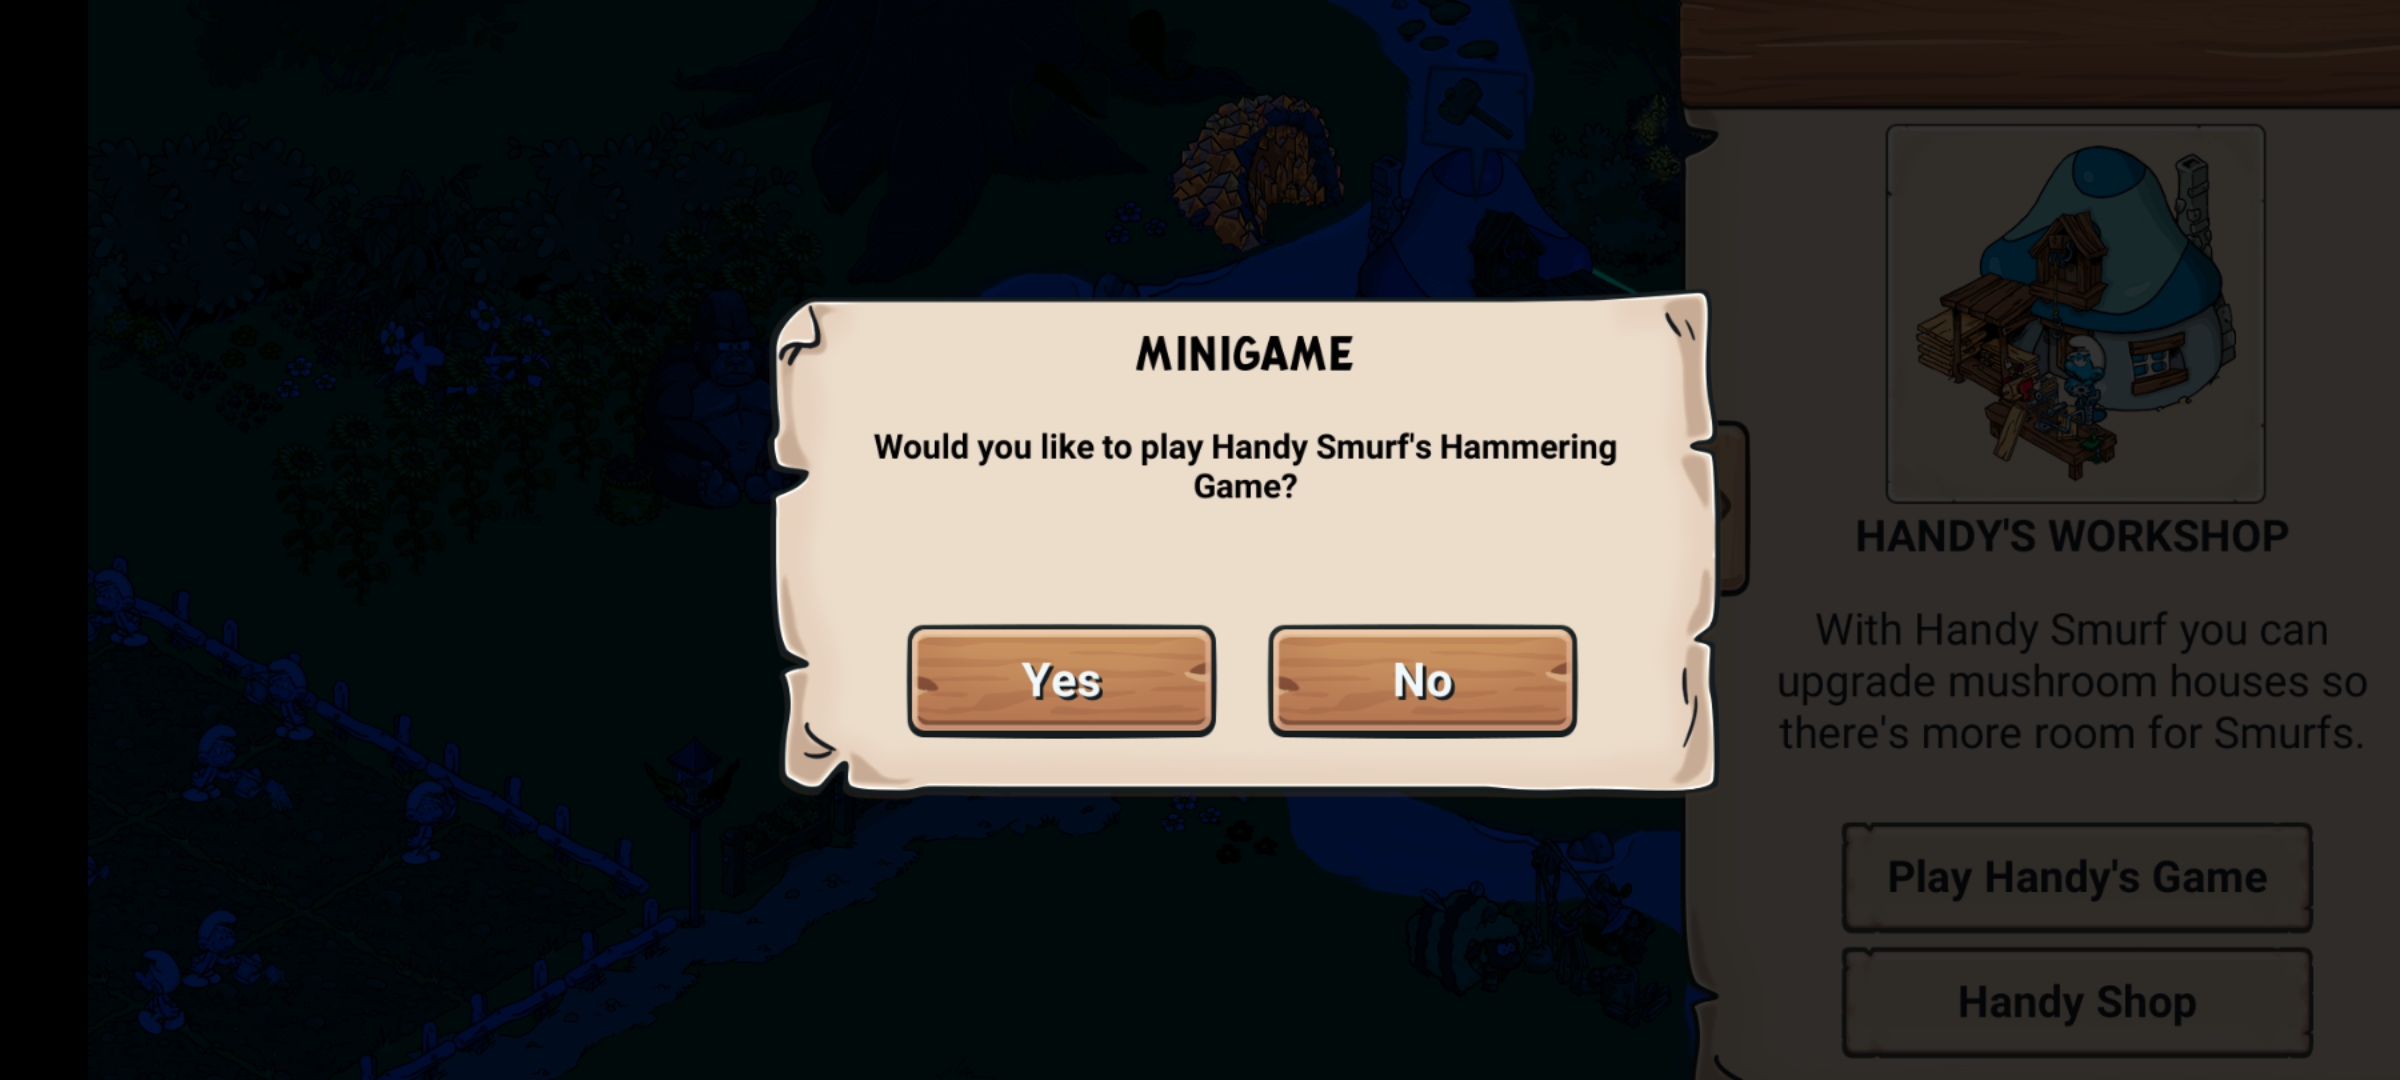 MINIGAME
Would you like to play Handy Smurf's Hammering
Game?
Yes
No
HANDY'S WORKSHOP
With Handy Smurf you can
upgrade mushroom houses so
there's more room for Smurfs.
Play Handy's Game
Handy Shop